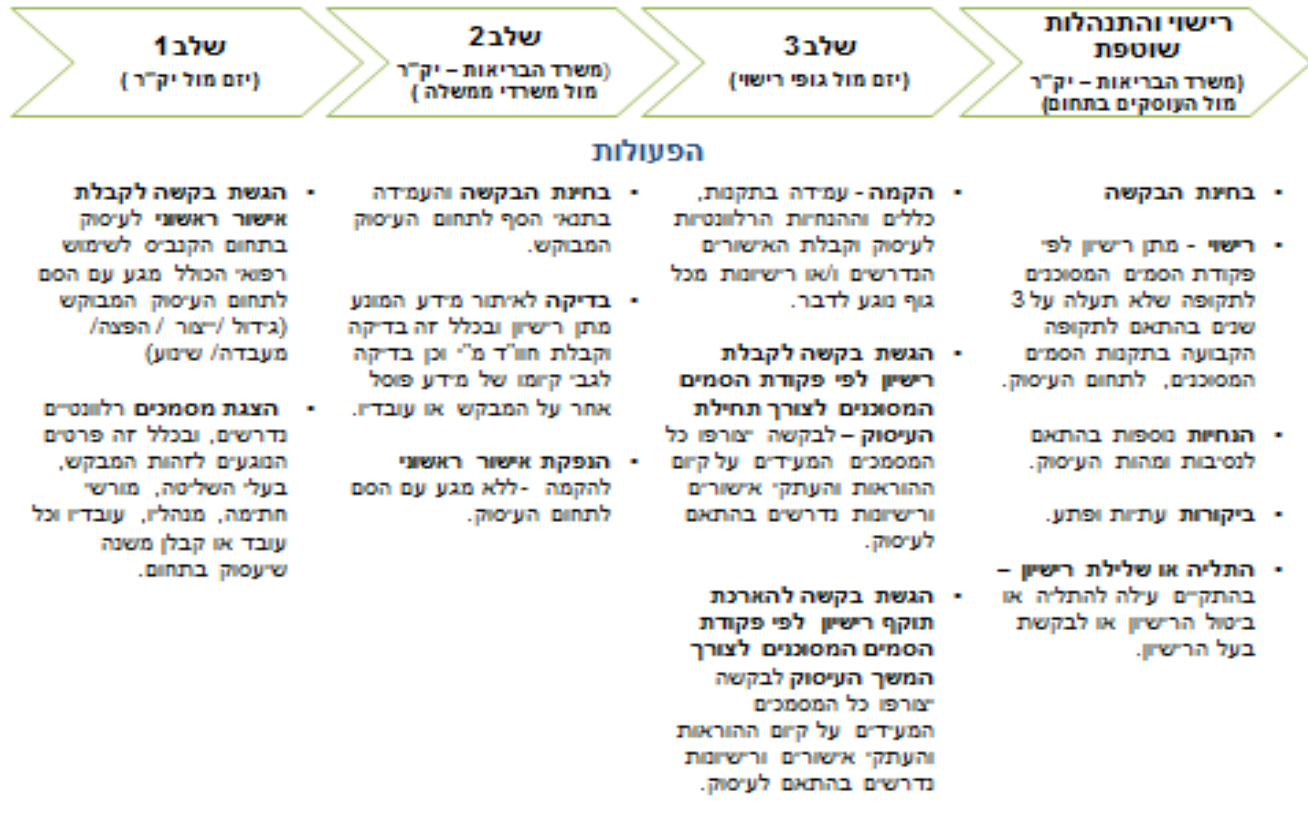 שלב 1
(יזם מול יק"ר )
שלב 2
(משרד הבריאות – יק"ר
מול משרדי ממשלה )
שלב 3
(יזם מול גופי רישוי)
רישוי והתנהלות
שוטפת
(משרד הבריאות – יק"ר
מול העוסקים בתחום)
הפעולות
▪ הגשת בקשה לקבלת
אישור ראשוני לעיסוק
בתחום הקנביס לשימוש
רפואי הכולל מגע עם הסם
לתחום העיסוק המבוקש
(גידול /ייצור /הפצה/
מעבדה/ שינוע)
▪ הצגת מסמכים רלוונטיים
נדרשים, ובכלל זה פרטים
הנוגעים לזהות המבקש,
בעלי השליטה, מורשי
חתימה, מנהליו, עובדיו וכל
עובד או קבלן משנה
שיעסוק בתחום.
▪ בחינת הבקשה והעמידה
בתנאי הסף לתחום העיסוק
המבוקש.
▪ בדיקה לאיתור מידע המונע
מתן רישיון ובכלל זה בדיקה
וקבלת חוו"ד מ"י וכן בדיקה
לגבי קיומו של מידע פוסל
אחר על המבקש או עובדיו.
▪ הנפקת אישור ראשוני
להקמה -ללא מגע עם הסם
לתחום העיסוק.
▪ הקמה - עמידה בתקנות,
כללים וההנחיות הרלוונטיות
לעיסוק וקבלת האישורים
הנדרשים ו/או רישיונות מכל
גוף נוגע לדבר.
▪ הגשת בקשה לקבלת
רישיון לפי פקודת הסמים
המסוכנים לצורך תחילת
העיסוק – לבקשה יצורפו כל
המסמכים המעידים על קיום
ההוראות והעתקי אישורים
ורישיונות נדרשים בהתאם
לעיסוק.
▪ הגשת בקשה להארכת
תוקף רישיון לפי פקודת
הסמים המסוכנים לצורך
המשך העיסוק לבקשה
יצורפו כל המסמכים
המעידים על קיום ההוראות
והעתקי אישורים ורישיונות
נדרשים בהתאם לעיסוק.
▪ בחינת הבקשה
▪ רישוי - מתן רישיון לפי
פקודת הסמים המסוכנים
לתקופה שלא תעלה על 3
שנים בהתאם לתקופה
הקבועה בתקנות הסמים
המסוכנים, לתחום העיסוק.
▪ הנחיות נוספות בהתאם
לנסיבות ומהות העיסוק.
▪ ביקורות עתיות ופתע.
▪ התליה או שלילת רישיון –
בהתקיים עילה להתליה או
ביטול הרישיון או לבקשת
בעל הרישיון.